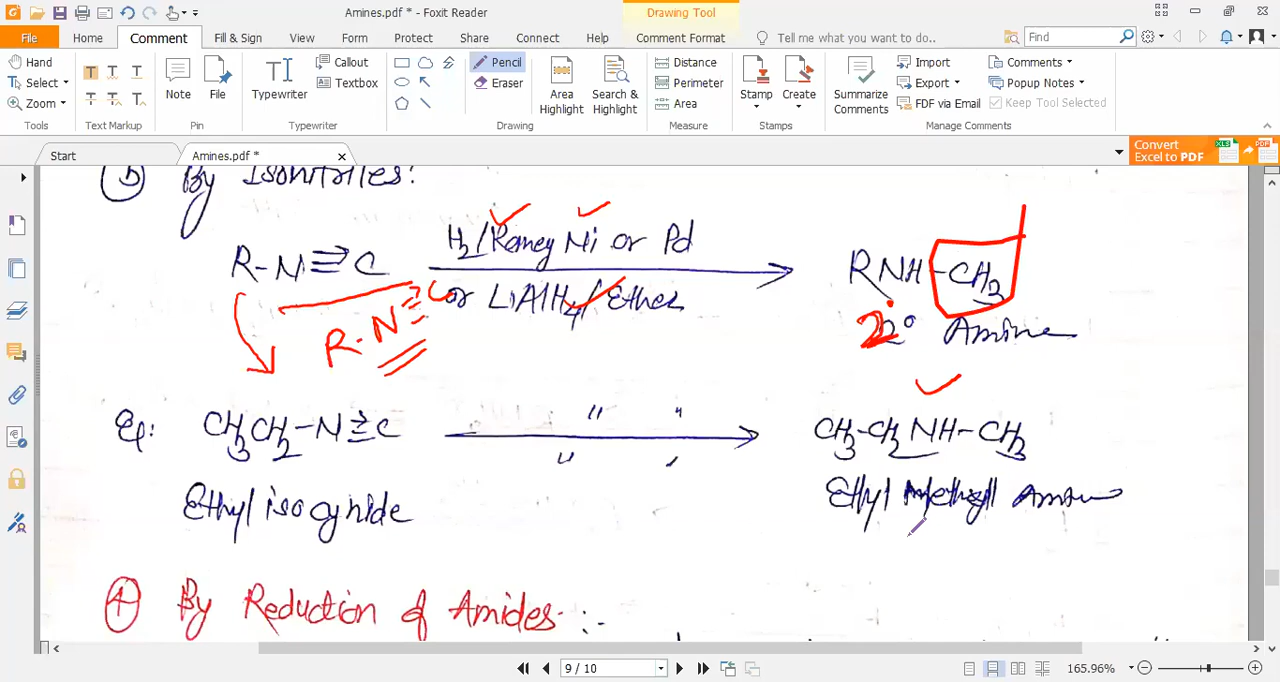 Amines.pdf * - Foxit Reader
Drawing Tool
File Home Comment Fill & Sign View Form Protect Share Connect Help Comment Format Tell me what you want to do.. Find
Hand
Select
Zoom
Tools
Text Markup
Note
File
Pin
Typewriter
Callout
Textbox
Typewriter
Pencil
Eraser
Drawing
Area Highlight
Search & Highlight
Distance
Perimeter
Area
Measure
Stamp
Create
Stamps
Summarize Comments
Import
Export
FDF via Email
Comments
Popup Notes
Keep Tool Selected
Manage Comments
Start
Amines.pdf *
Convert Excel to PDF
b By Isonitriles:
R-N≡C H2/Raney Ni or Pd RNH-CH3
or LiAlH4/Ether
R-N≡C
2° Amine
Eg: CH3CH2-N≡C " " CH3-CH2NH-CH3
" "
Ethyl isocynide Ethyl Methyl Amine
4 By Reduction of Amides:-
9 / 10
165.96%